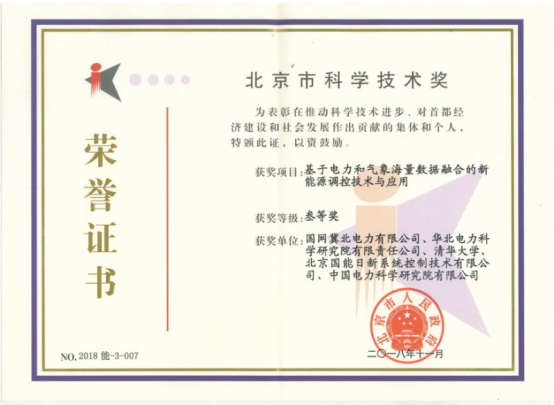 北京市科学技术奖
为表彰在推动科学技术进步、对首都经
济建设和社会发展作出贡献的集体和个人,
特颁此证,以资鼓励。
获奖项目:基于电力和气象海量数据融合的新
能源调控技术与应用
获奖等级:叁等奖
获奖单位:国网冀北电力有限公司、华北电力科
学研究院有限责任公司、清华大学、
北京国能日新系统控制技术有限公
司、中国电力科学研究院有限公司
北京市人民政府
二〇一八年十一月
荣誉证书
NO. 2018 能-3-007